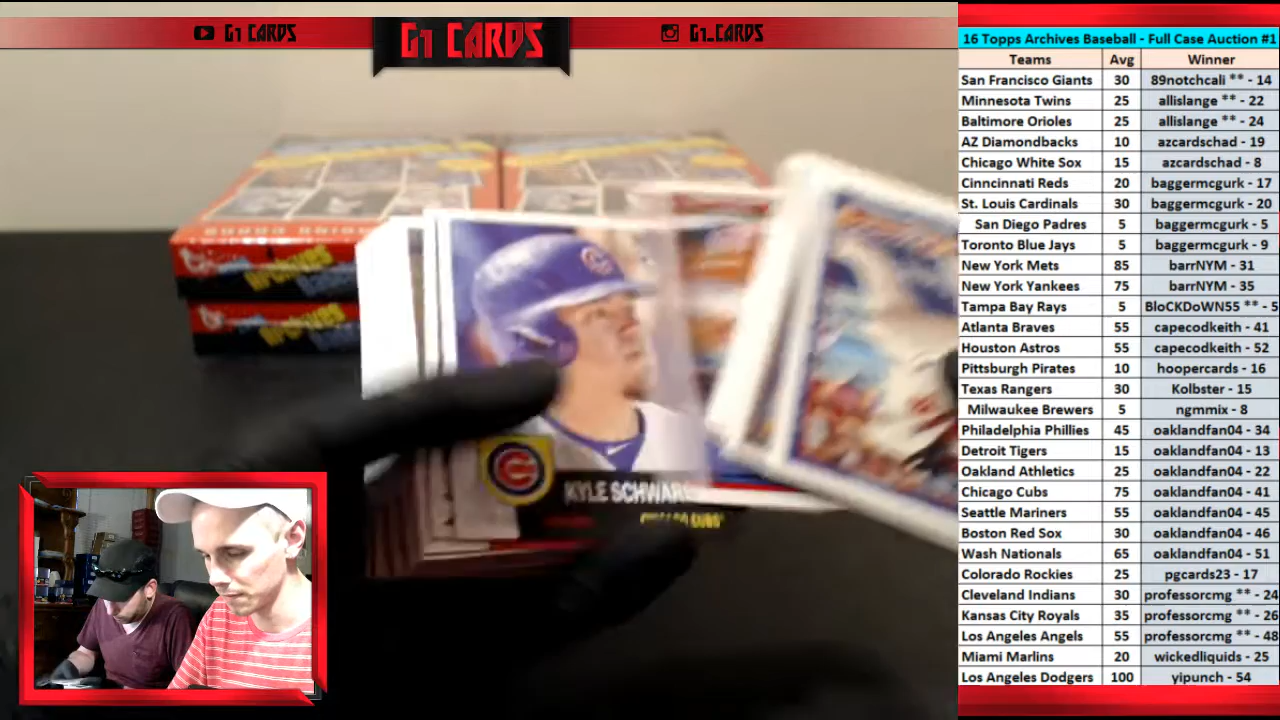 G1 CARDS
G1 CARDS
G1_CARDS
KYLE SCHWAR
16 Topps Archives Baseball - Full Case Auction #1
Teams Avg Winner
San Francisco Giants 30 89notchcali ** - 14
Minnesota Twins 25 allislange ** - 22
Baltimore Orioles 25 allislange ** - 24
AZ Diamondbacks 10 azcardschad - 19
Chicago White Sox 15 azcardschad - 8
Cinncinnati Reds 20 baggermcgurk - 17
St. Louis Cardinals 30 baggermcgurk - 20
San Diego Padres 5 baggermcgurk - 5
Toronto Blue Jays 5 baggermcgurk - 9
New York Mets 85 barrNYM - 31
New York Yankees 75 barrNYM - 35
Tampa Bay Rays 5 BloCKDoWN55 ** - 5
Atlanta Braves 55 capecodkeith - 41
Houston Astros 55 capecodkeith - 52
Pittsburgh Pirates 10 hoopercards - 16
Texas Rangers 30 Kolbster - 15
Milwaukee Brewers 5 ngmmix - 8
Philadelphia Phillies 45 oaklandfan04 - 34
Detroit Tigers 15 oaklandfan04 - 13
Oakland Athletics 25 oaklandfan04 - 22
Chicago Cubs 75 oaklandfan04 - 41
Seattle Mariners 55 oaklandfan04 - 45
Boston Red Sox 30 oaklandfan04 - 46
Wash Nationals 65 oaklandfan04 - 51
Colorado Rockies 25 pgcards23 - 17
Cleveland Indians 30 professorcmg ** - 24
Kansas City Royals 35 professorcmg ** - 26
Los Angeles Angels 55 professorcmg ** - 48
Miami Marlins 20 wickedliquids - 25
Los Angeles Dodgers 100 yipunch - 54